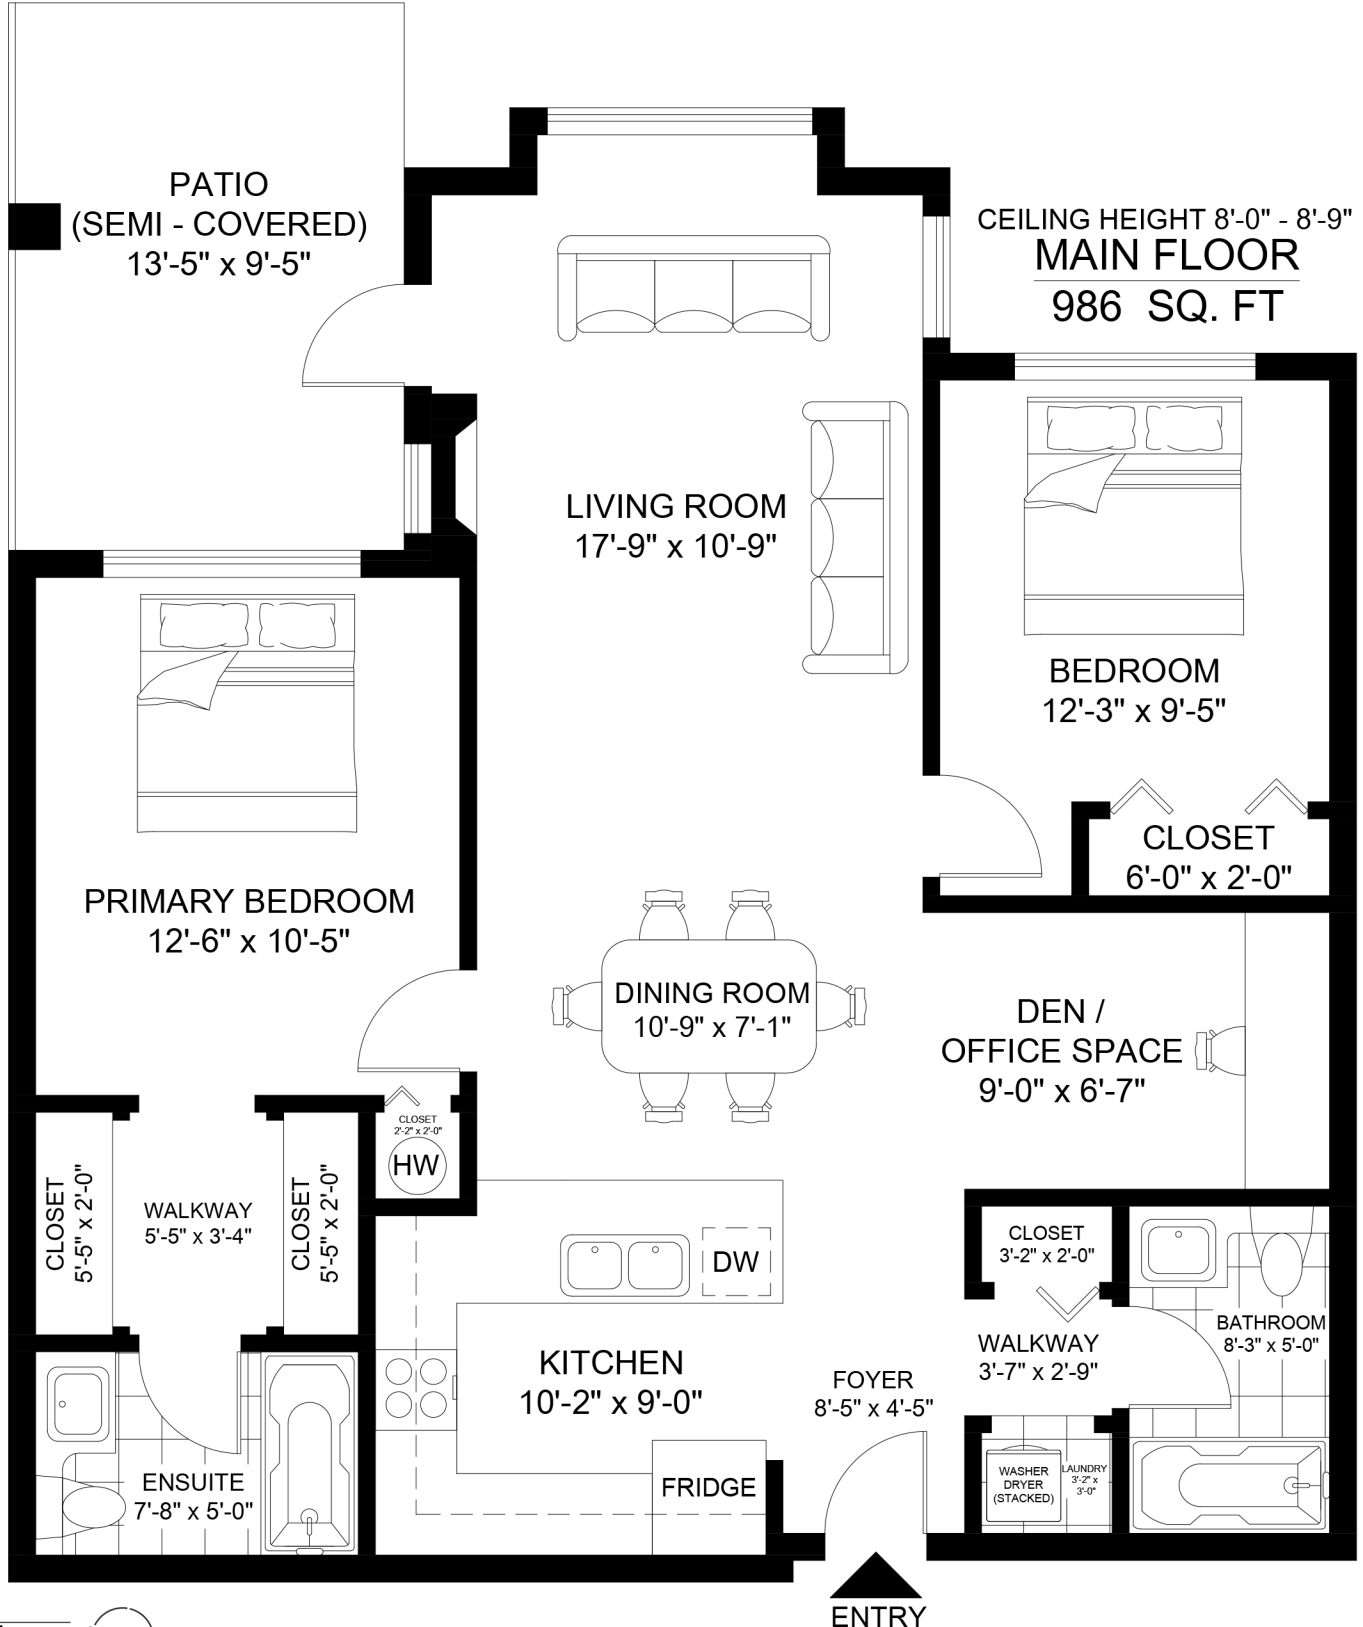 PATIO
(SEMI - COVERED)
13'-5" x 9'-5"
CEILING HEIGHT 8'-0" - 8'-9"
MAIN FLOOR
986 SQ. FT
LIVING ROOM
17'-9" x 10'-9"
BEDROOM
12'-3" x 9'-5"
CLOSET
6'-0" x 2'-0"
PRIMARY BEDROOM
12'-6" x 10'-5"
DINING ROOM
10'-9" x 7'-1"
DEN /
OFFICE SPACE
9'-0" x 6'-7"
CLOSET
2'-2" x 2'-0"
HW
CLOSET
5'-5" x 2'-0"
WALKWAY
5'-5" x 3'-4"
CLOSET
5'-5" x 2'-0"
DW
CLOSET
3'-2" x 2'-0"
BATHROOM
8'-3" x 5'-0"
WALKWAY
3'-7" x 2'-9"
KITCHEN
10'-2" x 9'-0"
FOYER
8'-5" x 4'-5"
ENSUITE
7'-8" x 5'-0"
FRIDGE
WASHER
DRYER
(STACKED)
LAUNDRY
3'-2" x
3'-0"
ENTRY